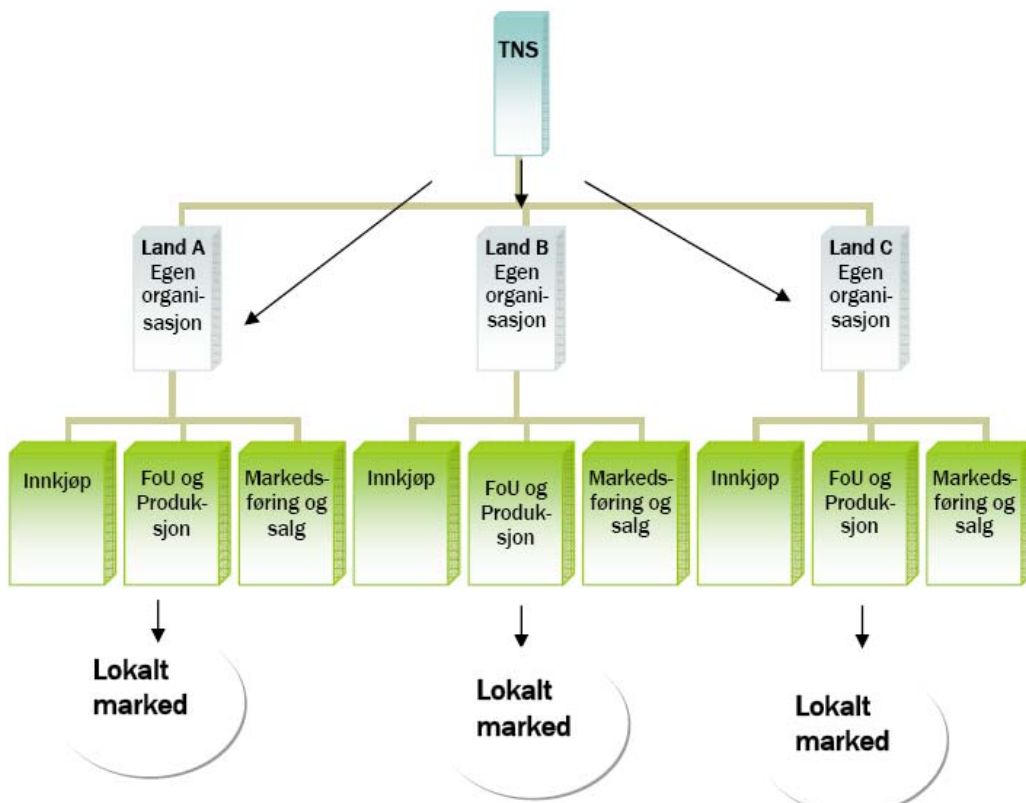 TNS
Land A
Egen
organi-
sasjon
Land B
Egen
organi-
sasjon
Land C
Egen
organi-
sasjon
Innkjøp
FoU og
Produk-
sjon
Markeds-
føring og
salg
Innkjøp
FoU og
Produk-
sjon
Markeds-
føring og
salg
Innkjøp
FoU og
Produk-
sjon
Markeds-
føring og
salg
Lokalt
marked
Lokalt
marked
Lokalt
marked